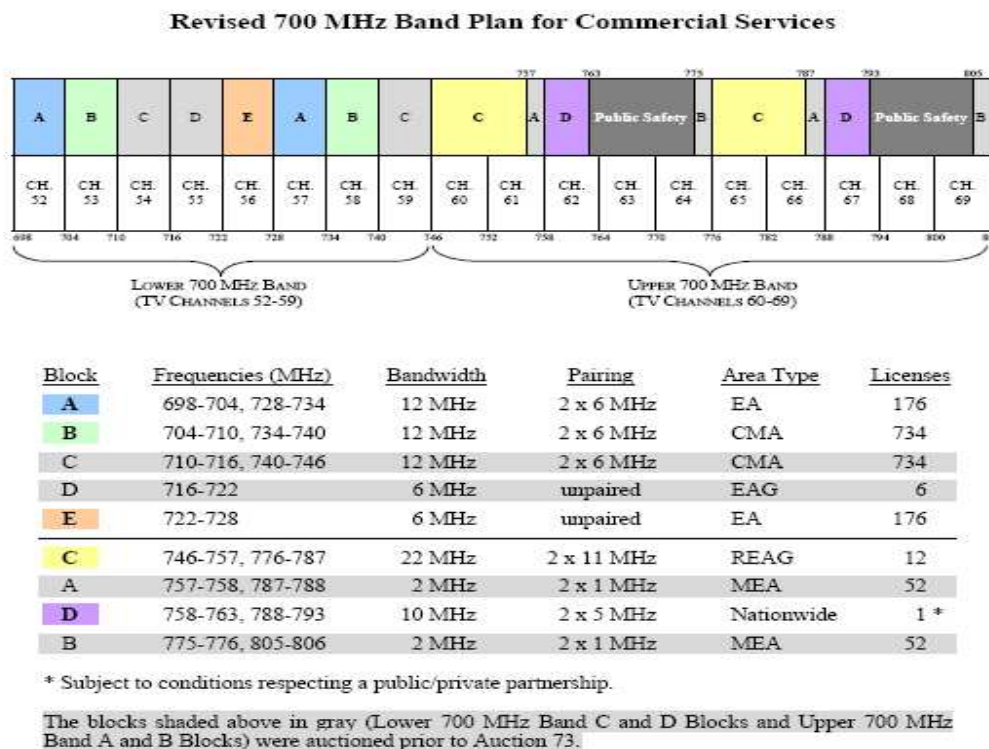 Revised 700 MHz Band Plan for Commercial Services
757 763 775 787 793 805
A B C D E A B C C A D Public Safety B C A D Public Safety B
CH. 52 CH. 53 CH. 54 CH. 55 CH. 56 CH. 57 CH. 58 CH. 59 CH. 60 CH. 61 CH. 62 CH. 63 CH. 64 CH. 65 CH. 66 CH. 67 CH. 68 CH. 69
698 704 710 716 722 728 734 740 746 752 758 764 770 776 782 788 794 800
LOWER 700 MHZ BAND
(TV CHANNELS 52-59)
UPPER 700 MHZ BAND
(TV CHANNELS 60-69)
Block Frequencies (MHz) Bandwidth Pairing Area Type Licenses
A 698-704, 728-734 12 MHz 2 x 6 MHz EA 176
B 704-710, 734-740 12 MHz 2 x 6 MHz CMA 734
C 710-716, 740-746 12 MHz 2 x 6 MHz CMA 734
D 716-722 6 MHz unpaired EAG 6
E 722-728 6 MHz unpaired EA 176
C 746-757, 776-787 22 MHz 2 x 11 MHz REAG 12
A 757-758, 787-788 2 MHz 2 x 1 MHz MEA 52
D 758-763, 788-793 10 MHz 2 x 5 MHz Nationwide 1 *
B 775-776, 805-806 2 MHz 2 x 1 MHz MEA 52
* Subject to conditions respecting a public/private partnership.
The blocks shaded above in gray (Lower 700 MHz Band C and D Blocks and Upper 700 MHz
Band A and B Blocks) were auctioned prior to Auction 73.